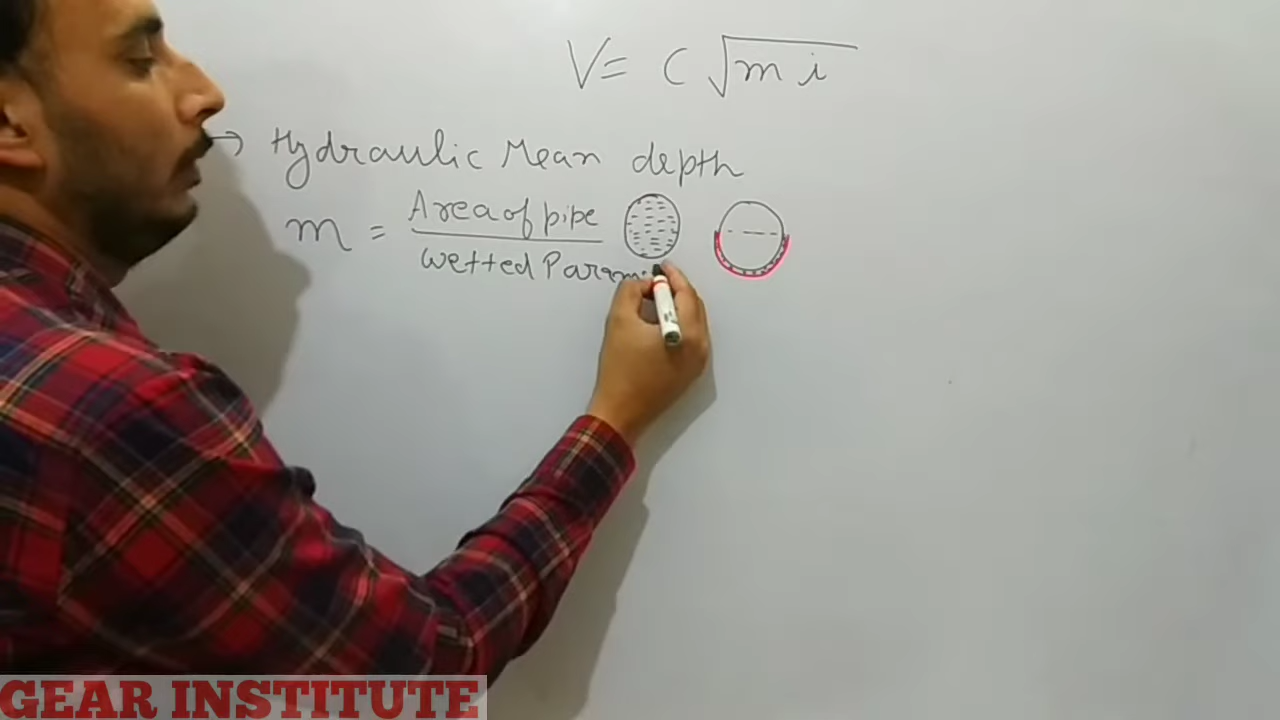 V= C √m i
→ Hydraulic Mean depth
m = Area of pipe
wetted Param
GEAR INSTITUTE